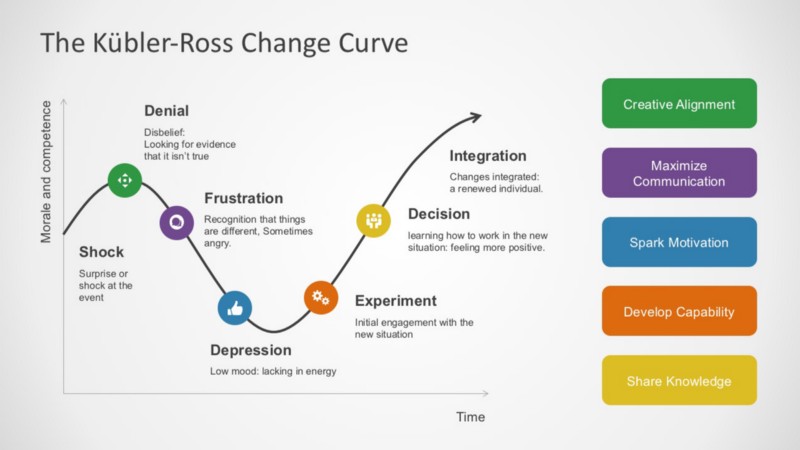 The Kübler-Ross Change Curve
Morale and competence
Denial
Disbelief:
Looking for evidence
that it isn't true
Shock
Surprise or
shock at the
event
Frustration
Recognition that things
are different, Sometimes
angry.
Depression
Low mood: lacking in energy
Experiment
Initial engagement with the
new situation
Decision
learning how to work in the new
situation: feeling more positive.
Integration
Changes integrated:
a renewed individual.
Time
Creative Alignment
Maximize
Communication
Spark Motivation
Develop Capability
Share Knowledge